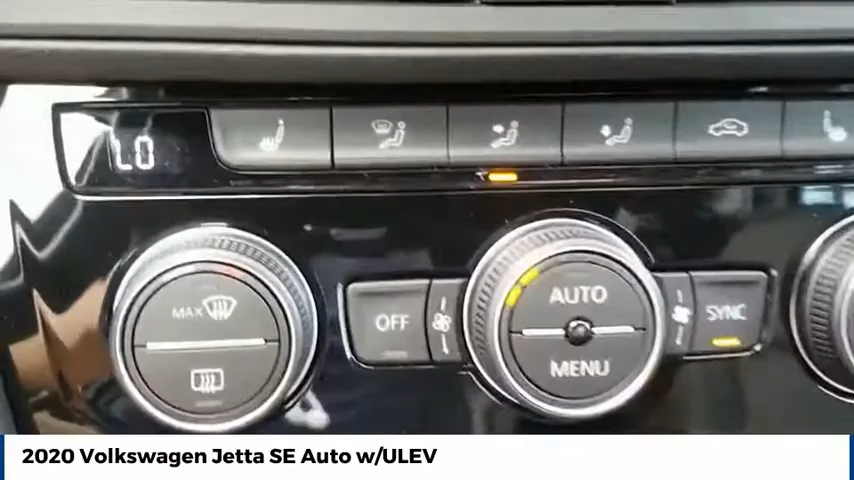 LO
MAX
OFF
AUTO
MENU
SYNC
2020 Volkswagen Jetta SE Auto w/ULEV